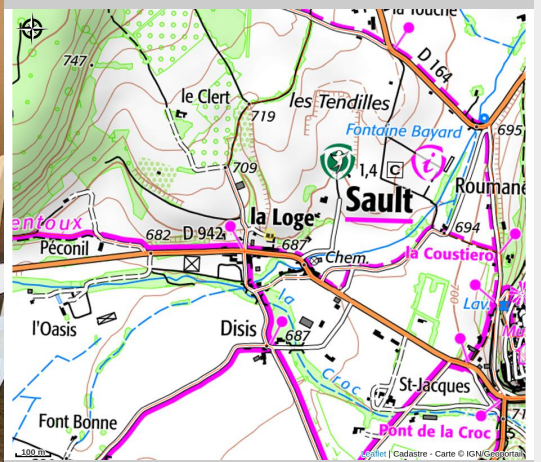 la Touche
D 164
747
le Clert
les Tendilles
719
Fontaine Bayard
695
709
1,4
C
i
Sault
Roumane
entoux
682
D 942
la Loge
687
694
Péconil
la Coustiero
Chem.
700
la
Lav.
l'Oasis
Disis
687
Croc
St-Jacques
Font Bonne
Pont de la Croc
100 m
Leaflet | Cadastre - Carte © IGN/Geoportail